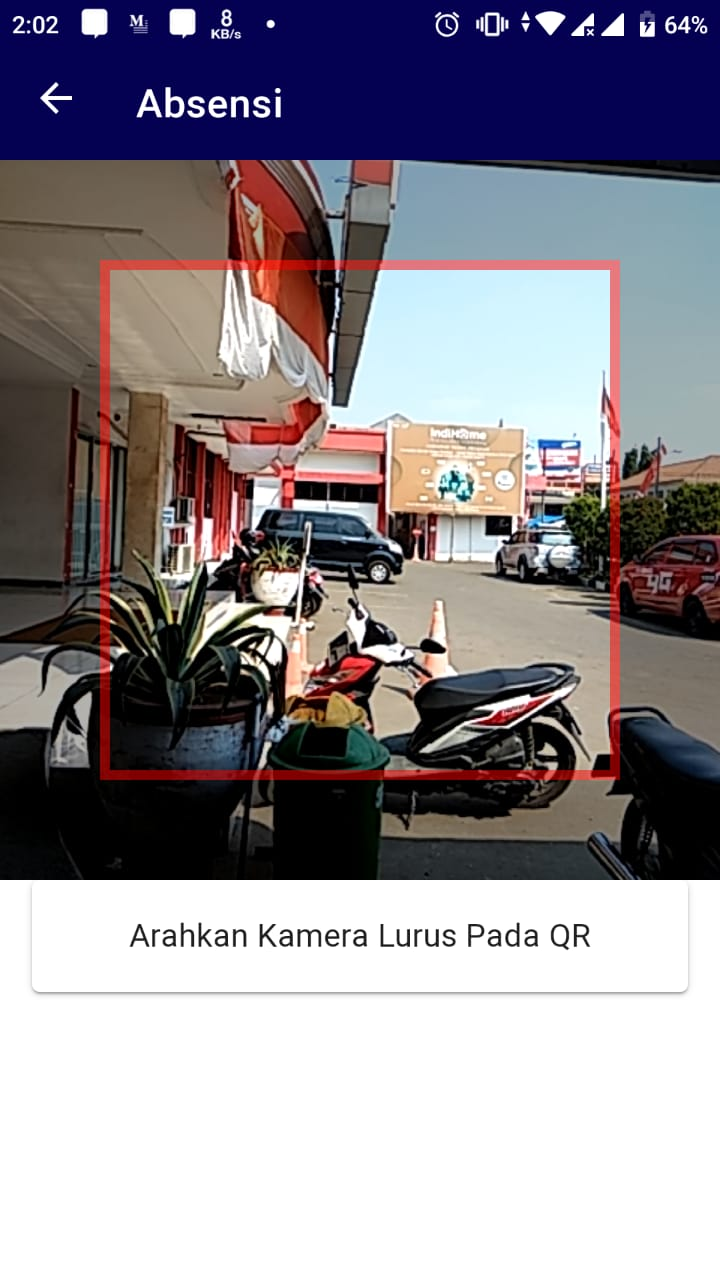 2:02
M
8
KB/s
64%
Absensi
IndiHome
Arahkan Kamera Lurus Pada QR